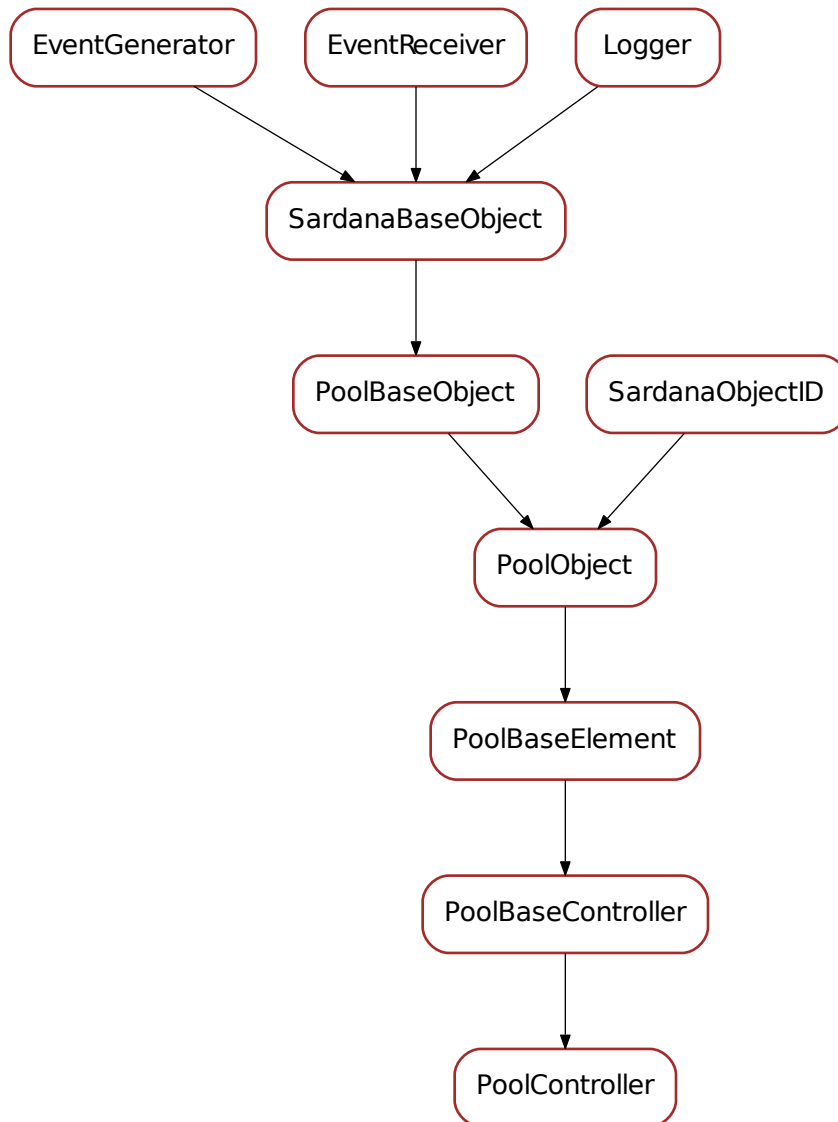 EventGenerator
EventReceiver
Logger
SardanaBaseObject
PoolBaseObject
SardanaObjectID
PoolObject
PoolBaseElement
PoolBaseController
PoolController